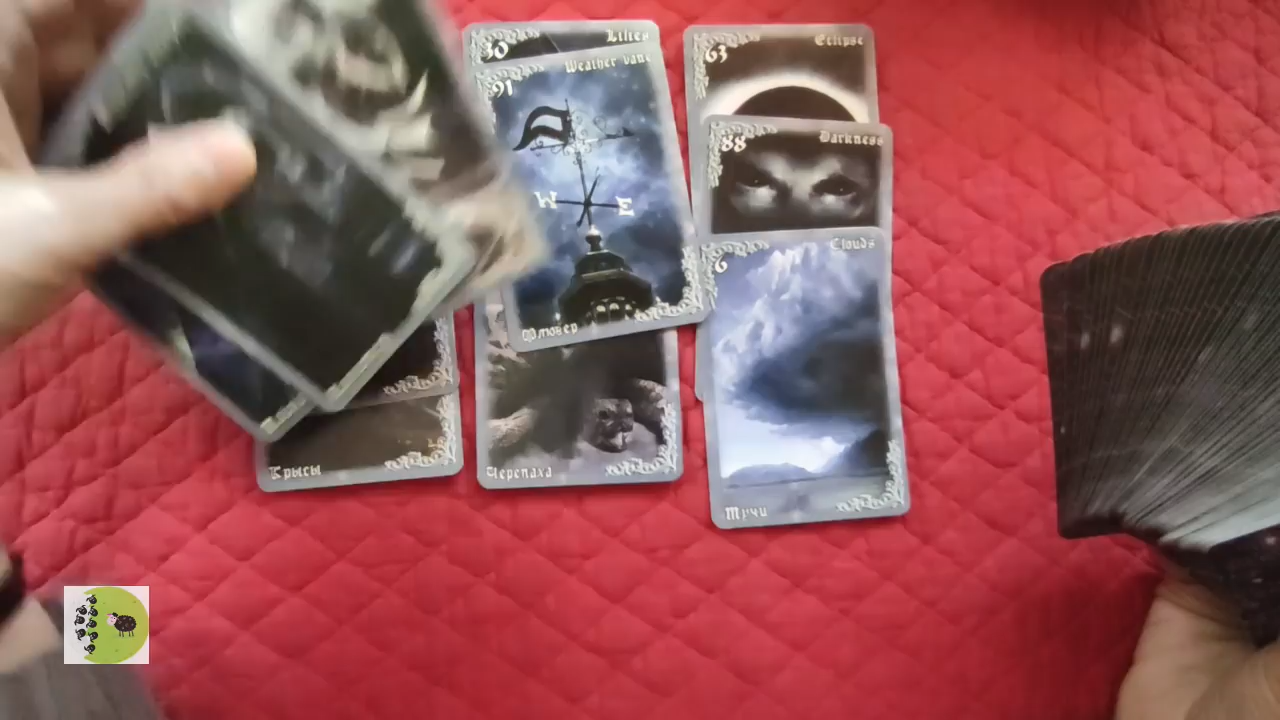 30 Lilies
91 Weather vane
W E
Флюгер
Черепаха
Крысы
63 Eclipse
88 Darkness
6 Clouds
Тучи